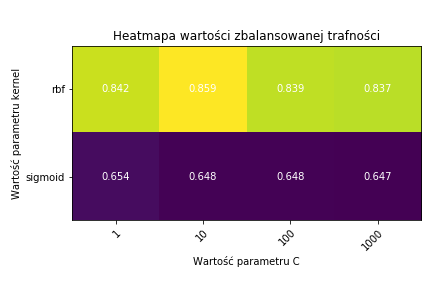 Heatmapa wartości zbalansowanej trafności
Wartość parametru kernel
rbf
0.842 0.859 0.839 0.837
sigmoid
0.654 0.648 0.648 0.647
1 10 100 1000
Wartość parametru C